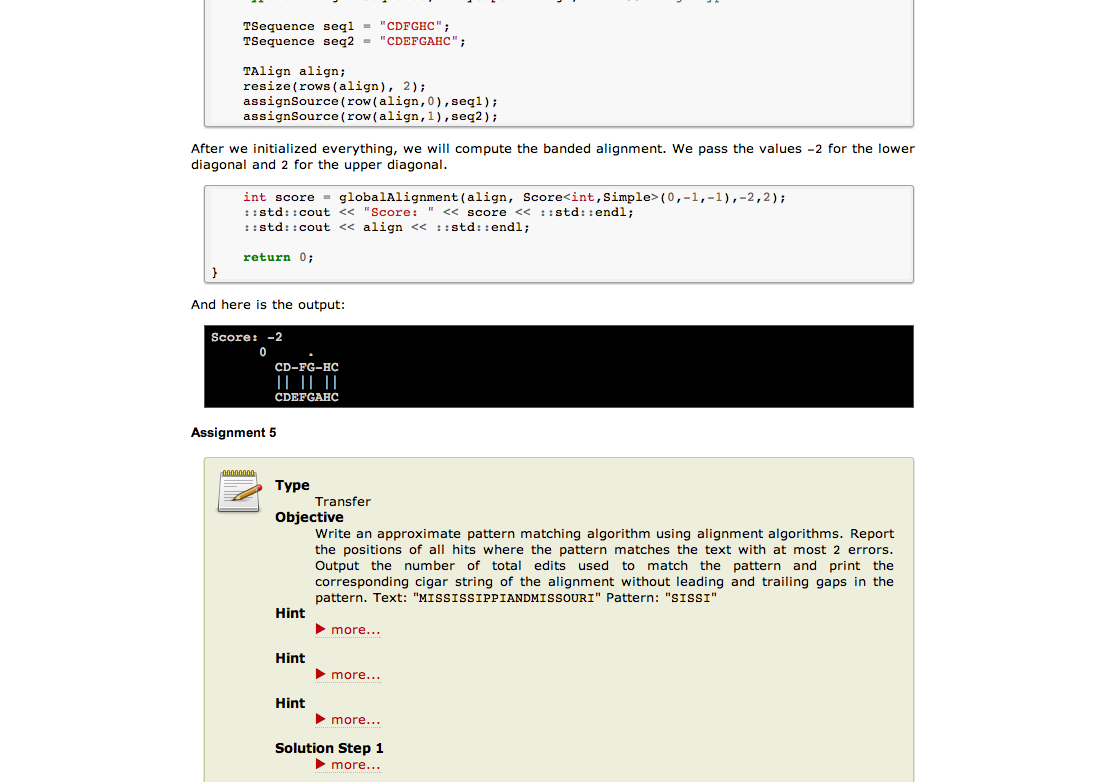 TSequence seq1 = "CDFGHC";
TSequence seq2 = "CDEFGAHC";
TAlign align;
resize(rows(align), 2);
assignSource(row(align,0),seq1);
assignSource(row(align,1),seq2);
After we initialized everything, we will compute the banded alignment. We pass the values -2 for the lower
diagonal and 2 for the upper diagonal.
int score = globalAlignment(align, Score<int,Simple>(0,-1,-1),-2,2);
::std::cout << "Score: " << score << ::std::endl;
::std::cout << align << ::std::endl;
return 0;
}
And here is the output:
Score: -2
0     .
CD-FG-HC
|| || ||
CDEFGAHC
Assignment 5
Type
Transfer
Objective
Write an approximate pattern matching algorithm using alignment algorithms. Report
the positions of all hits where the pattern matches the text with at most 2 errors.
Output the number of total edits used to match the pattern and print the
corresponding cigar string of the alignment without leading and trailing gaps in the
pattern. Text: "MISSISSIPPIANDMISSOURI" Pattern: "SISSI"
Hint
more...
Hint
more...
Hint
more...
Solution Step 1
more...